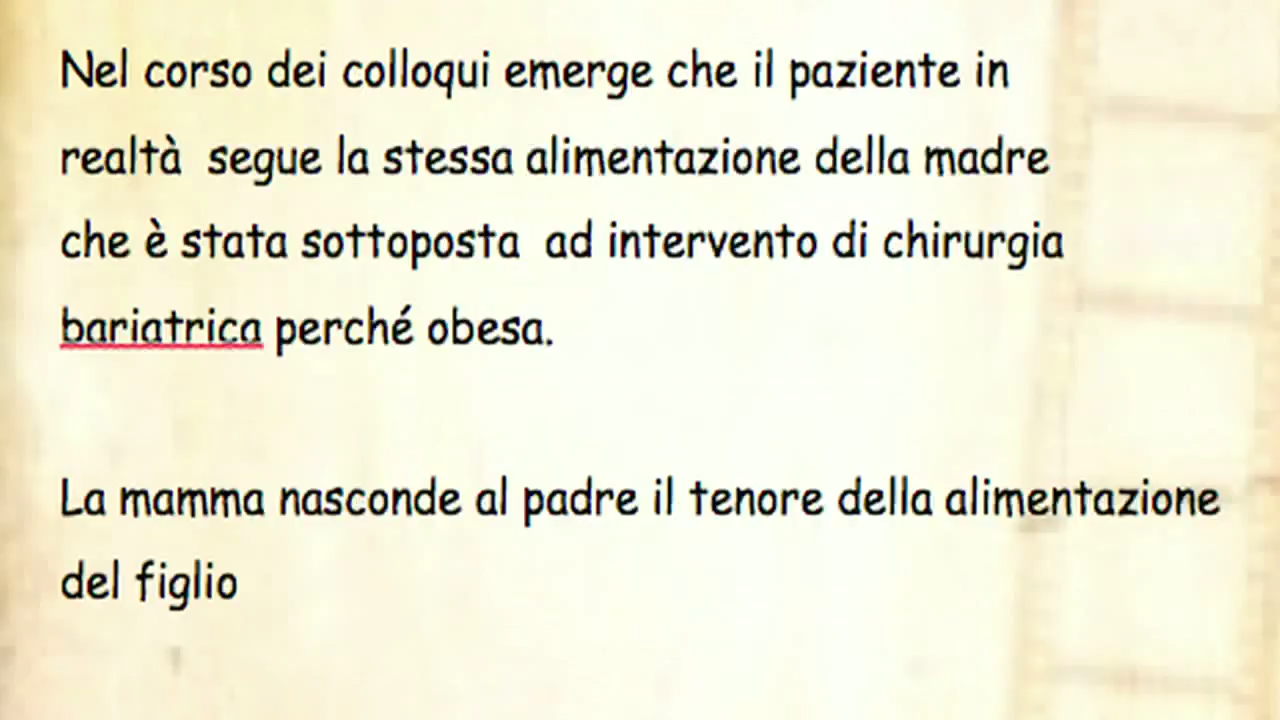 Nel corso dei colloqui emerge che il paziente in
realtà segue la stessa alimentazione della madre
che è stata sottoposta ad intervento di chirurgia
bariatrica perché obesa.
La mamma nasconde al padre il tenore della alimentazione
del figlio